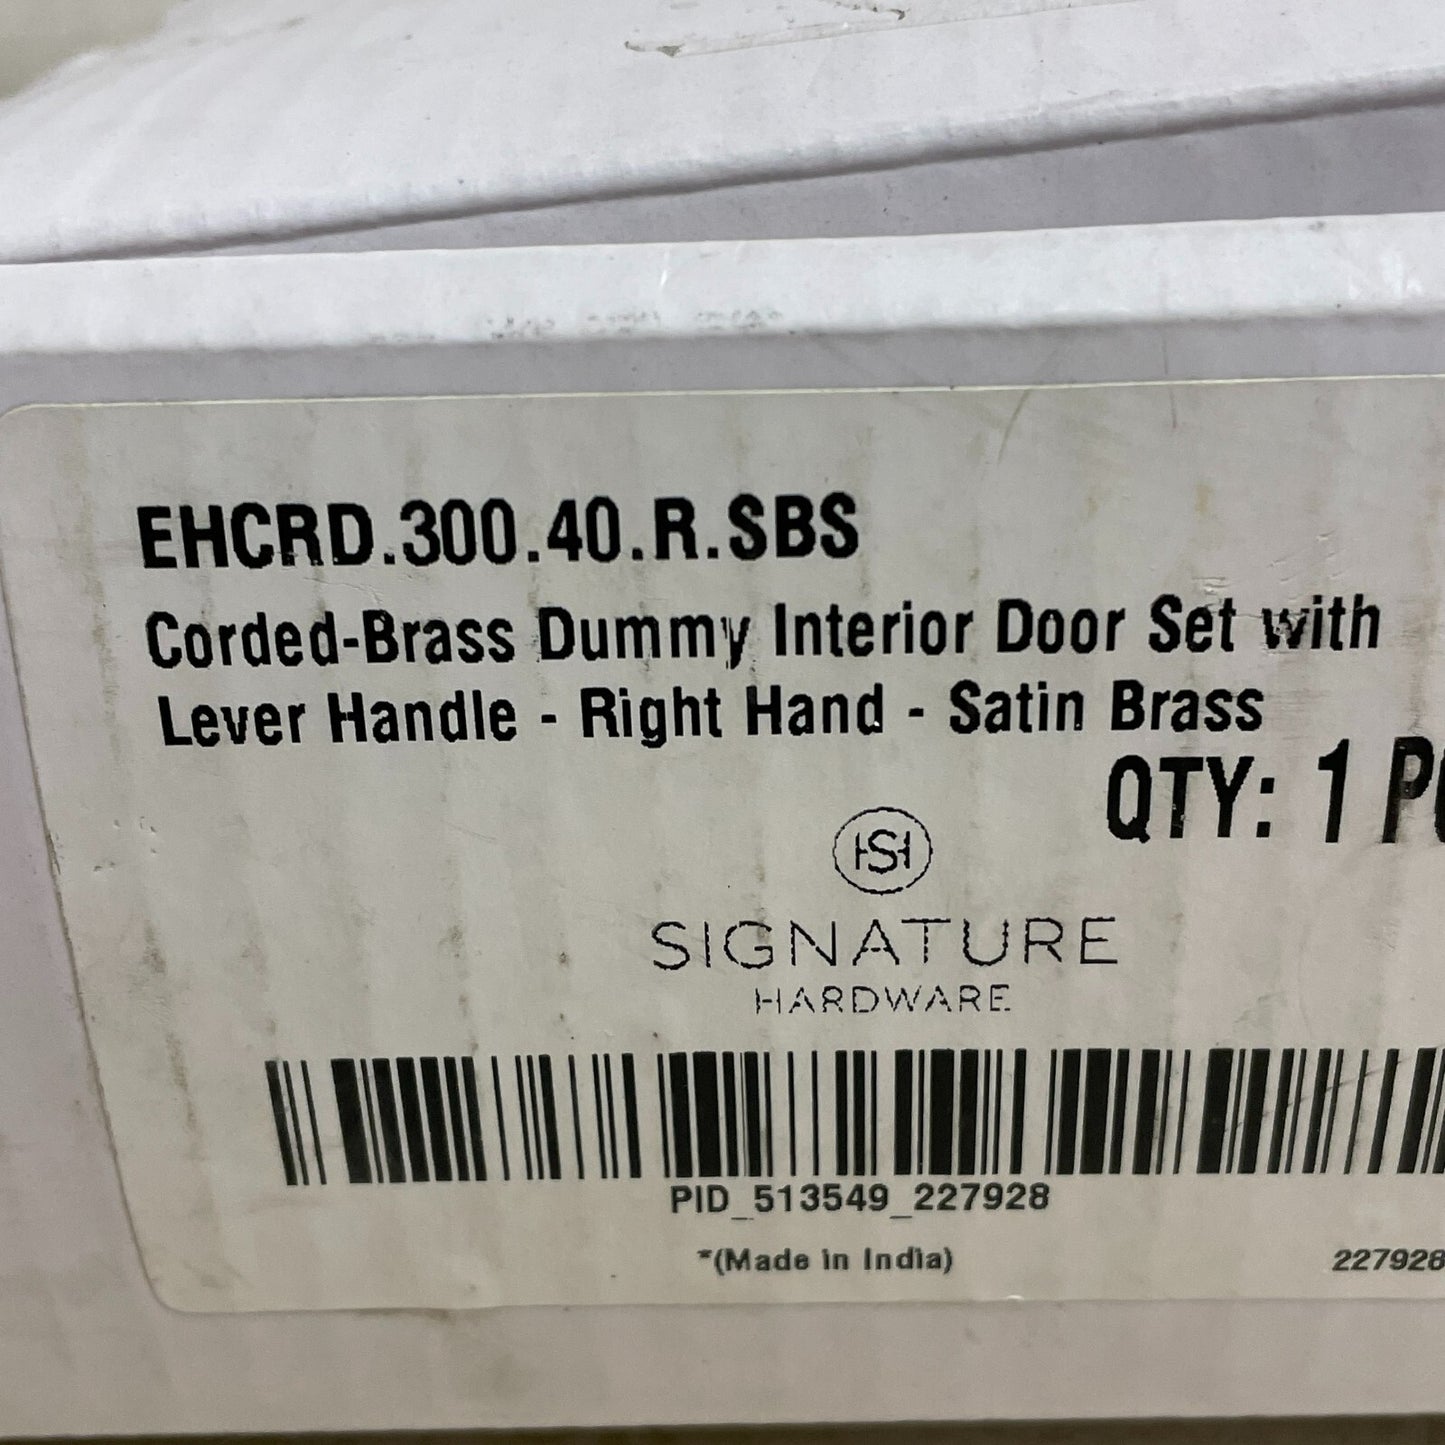 EHCRD.300.40.R.SBS
Corded-Brass Dummy Interior Door Set with
Lever Handle - Right Hand - Satin Brass
QTY: 1
HS
SIGNATURE
HARDWARE
PID_513549_227928
*(Made in India)
227928